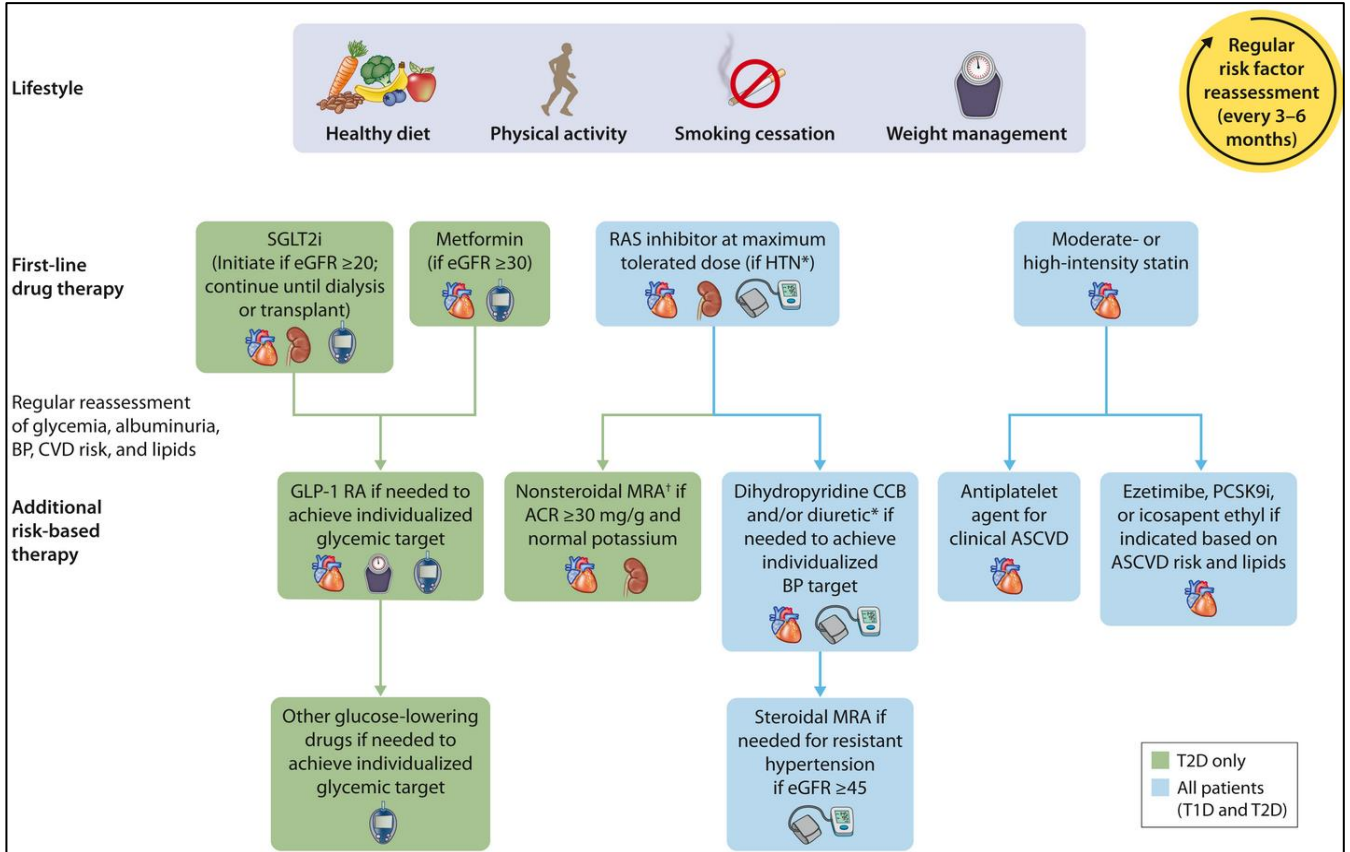 Lifestyle
Healthy diet
Physical activity
Smoking cessation
Weight management
Regular
risk factor
reassessment
(every 3–6
months)
First-line
drug therapy
SGLT2i
(Initiate if eGFR ≥20;
continue until dialysis
or transplant)
Metformin
(if eGFR ≥30)
RAS inhibitor at maximum
tolerated dose (if HTN*)
Moderate- or
high-intensity statin
Regular reassessment
of glycemia, albuminuria,
BP, CVD risk, and lipids
Additional
risk-based
therapy
GLP-1 RA if needed to
achieve individualized
glycemic target
Nonsteroidal MRA† if
ACR ≥30 mg/g and
normal potassium
Dihydropyridine CCB
and/or diuretic* if
needed to achieve
individualized
BP target
Antiplatelet
agent for
clinical ASCVD
Ezetimibe, PCSK9i,
or icosapent ethyl if
indicated based on
ASCVD risk and lipids
Other glucose-lowering
drugs if needed to
achieve individualized
glycemic target
Steroidal MRA if
needed for resistant
hypertension
if eGFR ≥45
T2D only
All patients
(T1D and T2D)